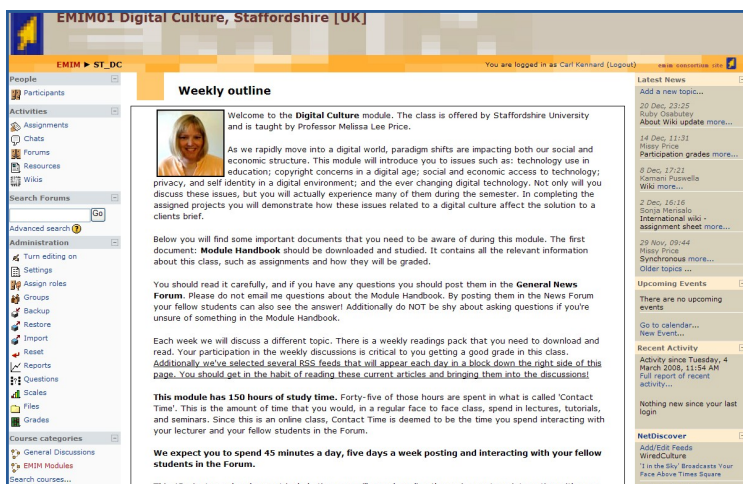 EMIM01 Digital Culture, Staffordshire [UK]
EMIM ► ST_DC
You are logged in as Carl Kennard (Logout)
emim consortium site
People
Participants
Activities
Assignments
Chats
Forums
Resources
Wikis
Search Forums
Go
Advanced search ?
Administration
Turn editing on
Settings
Assign roles
Groups
Backup
Restore
Import
Reset
Reports
Questions
Scales
Files
Grades
Course categories
General Discussions
EMIM Modules
Search courses...
Weekly outline
Welcome to the Digital Culture module. The class is offered by Staffordshire University
and is taught by Professor Melissa Lee Price.
As we rapidly move into a digital world, paradigm shifts are impacting both our social and
economic structure. This module will introduce you to issues such as: technology use in
education; copyright concerns in a digital age; social and economic access to technology;
privacy, and self identity in a digital environment; and the ever changing digital technology. Not only will you
discuss these issues, but you will actually experience many of them during the semester. In completing the
assigned projects you will demonstrate how these issues related to a digital culture affect the solution to a
clients brief.
Below you will find some important documents that you need to be aware of during this module. The first
document: Module Handbook should be downloaded and studied. It contains all the relevant information
about this class, such as assignments and how they will be graded.
You should read it carefully, and if you have any questions you should post them in the General News
Forum. Please do not email me questions about the Module Handbook. By posting them in the News Forum
your fellow students can also see the answer! Additionally do NOT be shy about asking questions if you're
unsure of something in the Module Handbook.
Each week we will discuss a different topic. There is a weekly readings pack that you need to download and
read. Your participation in the weekly discussions is critical to you getting a good grade in this class.
Additionally we've selected several RSS feeds that will appear each day in a block down the right side of this
page. You should get in the habit of reading these current articles and bringing them into the discussions!
This module has 150 hours of study time. Forty-five of those hours are spent in what is called 'Contact
Time'. This is the amount of time that you would, in a regular face to face class, spend in lectures, tutorials,
and seminars. Since this is an online class, Contact Time is deemed to be the time you spend interacting with
your lecturer and your fellow students in the Forum.
We expect you to spend 45 minutes a day, five days a week posting and interacting with your fellow
students in the Forum.
Latest News
Add a new topic...
20 Dec, 23:25
Ruby Osabutey
About Wiki update more...
14 Dec, 11:31
Missy Price
Participation grades more...
8 Dec, 17:21
Kamani Puswella
Wiki more...
2 Dec, 16:16
Sonja Merisalo
International wiki -
assignment sheet more...
29 Nov, 09:44
Missy Price
Synchronous more...
Older topics ...
Upcoming Events
There are no upcoming
events
Go to calendar...
New Event...
Recent Activity
Activity since Tuesday, 4
March 2008, 11:54 AM
Full report of recent
activity...
Nothing new since your last
login
NetDiscover
Add/Edit Feeds
WiredCulture
'I in the Sky' Broadcasts Your
Face Above Times Square